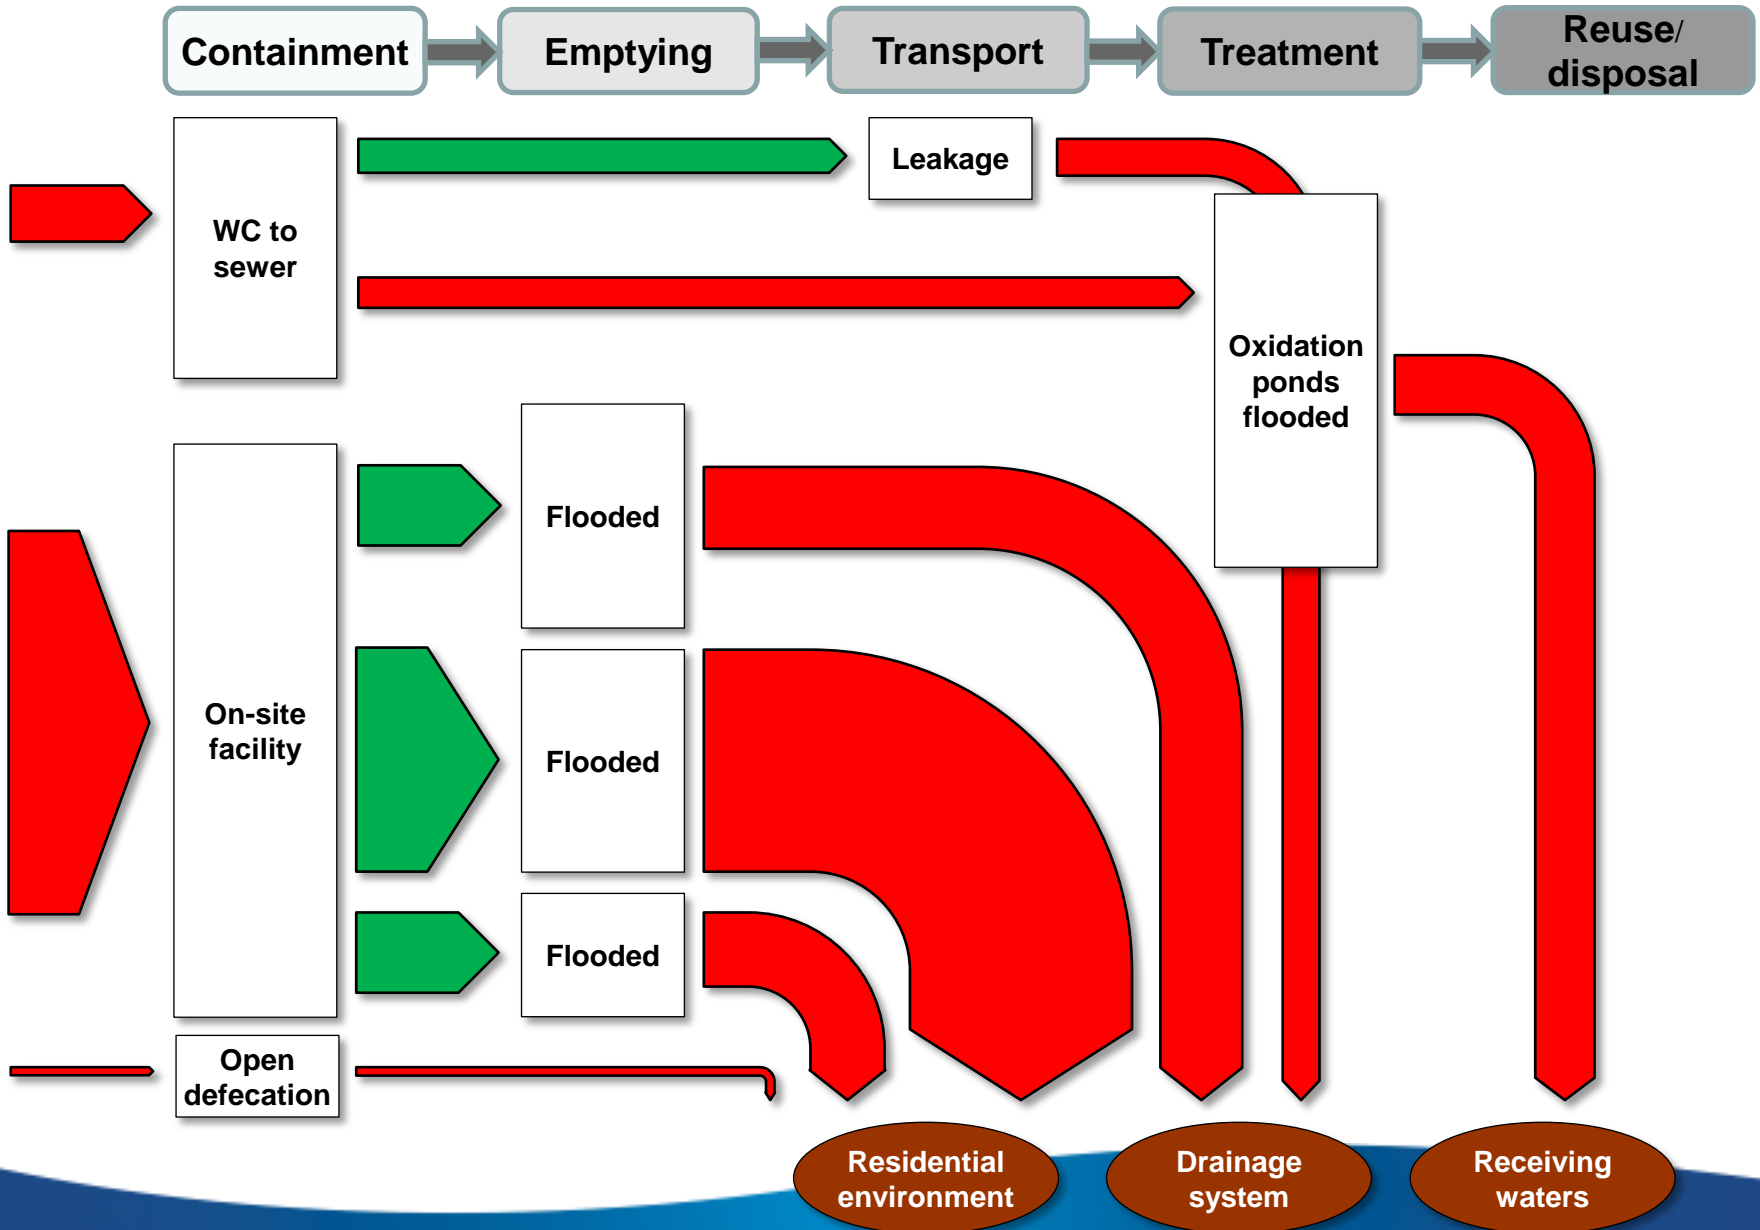 Containment
Emptying
Transport
Treatment
Reuse/
disposal
Leakage
WC to
sewer
Oxidation
ponds
flooded
Flooded
On-site
facility
Flooded
Flooded
Open
defecation
Residential
environment
Drainage
system
Receiving
waters